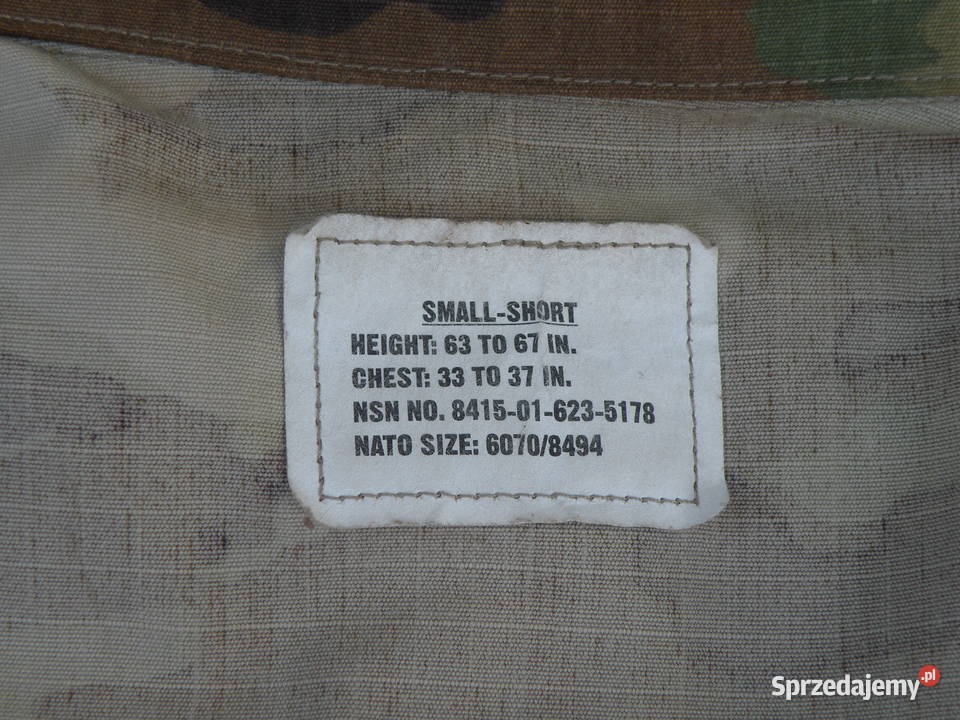 SMALL-SHORT
HEIGHT: 63 TO 67 IN.
CHEST: 33 TO 37 IN.
NSN NO. 8415-01-623-5178
NATO SIZE: 6070/8494
Sprzedajemy.pl